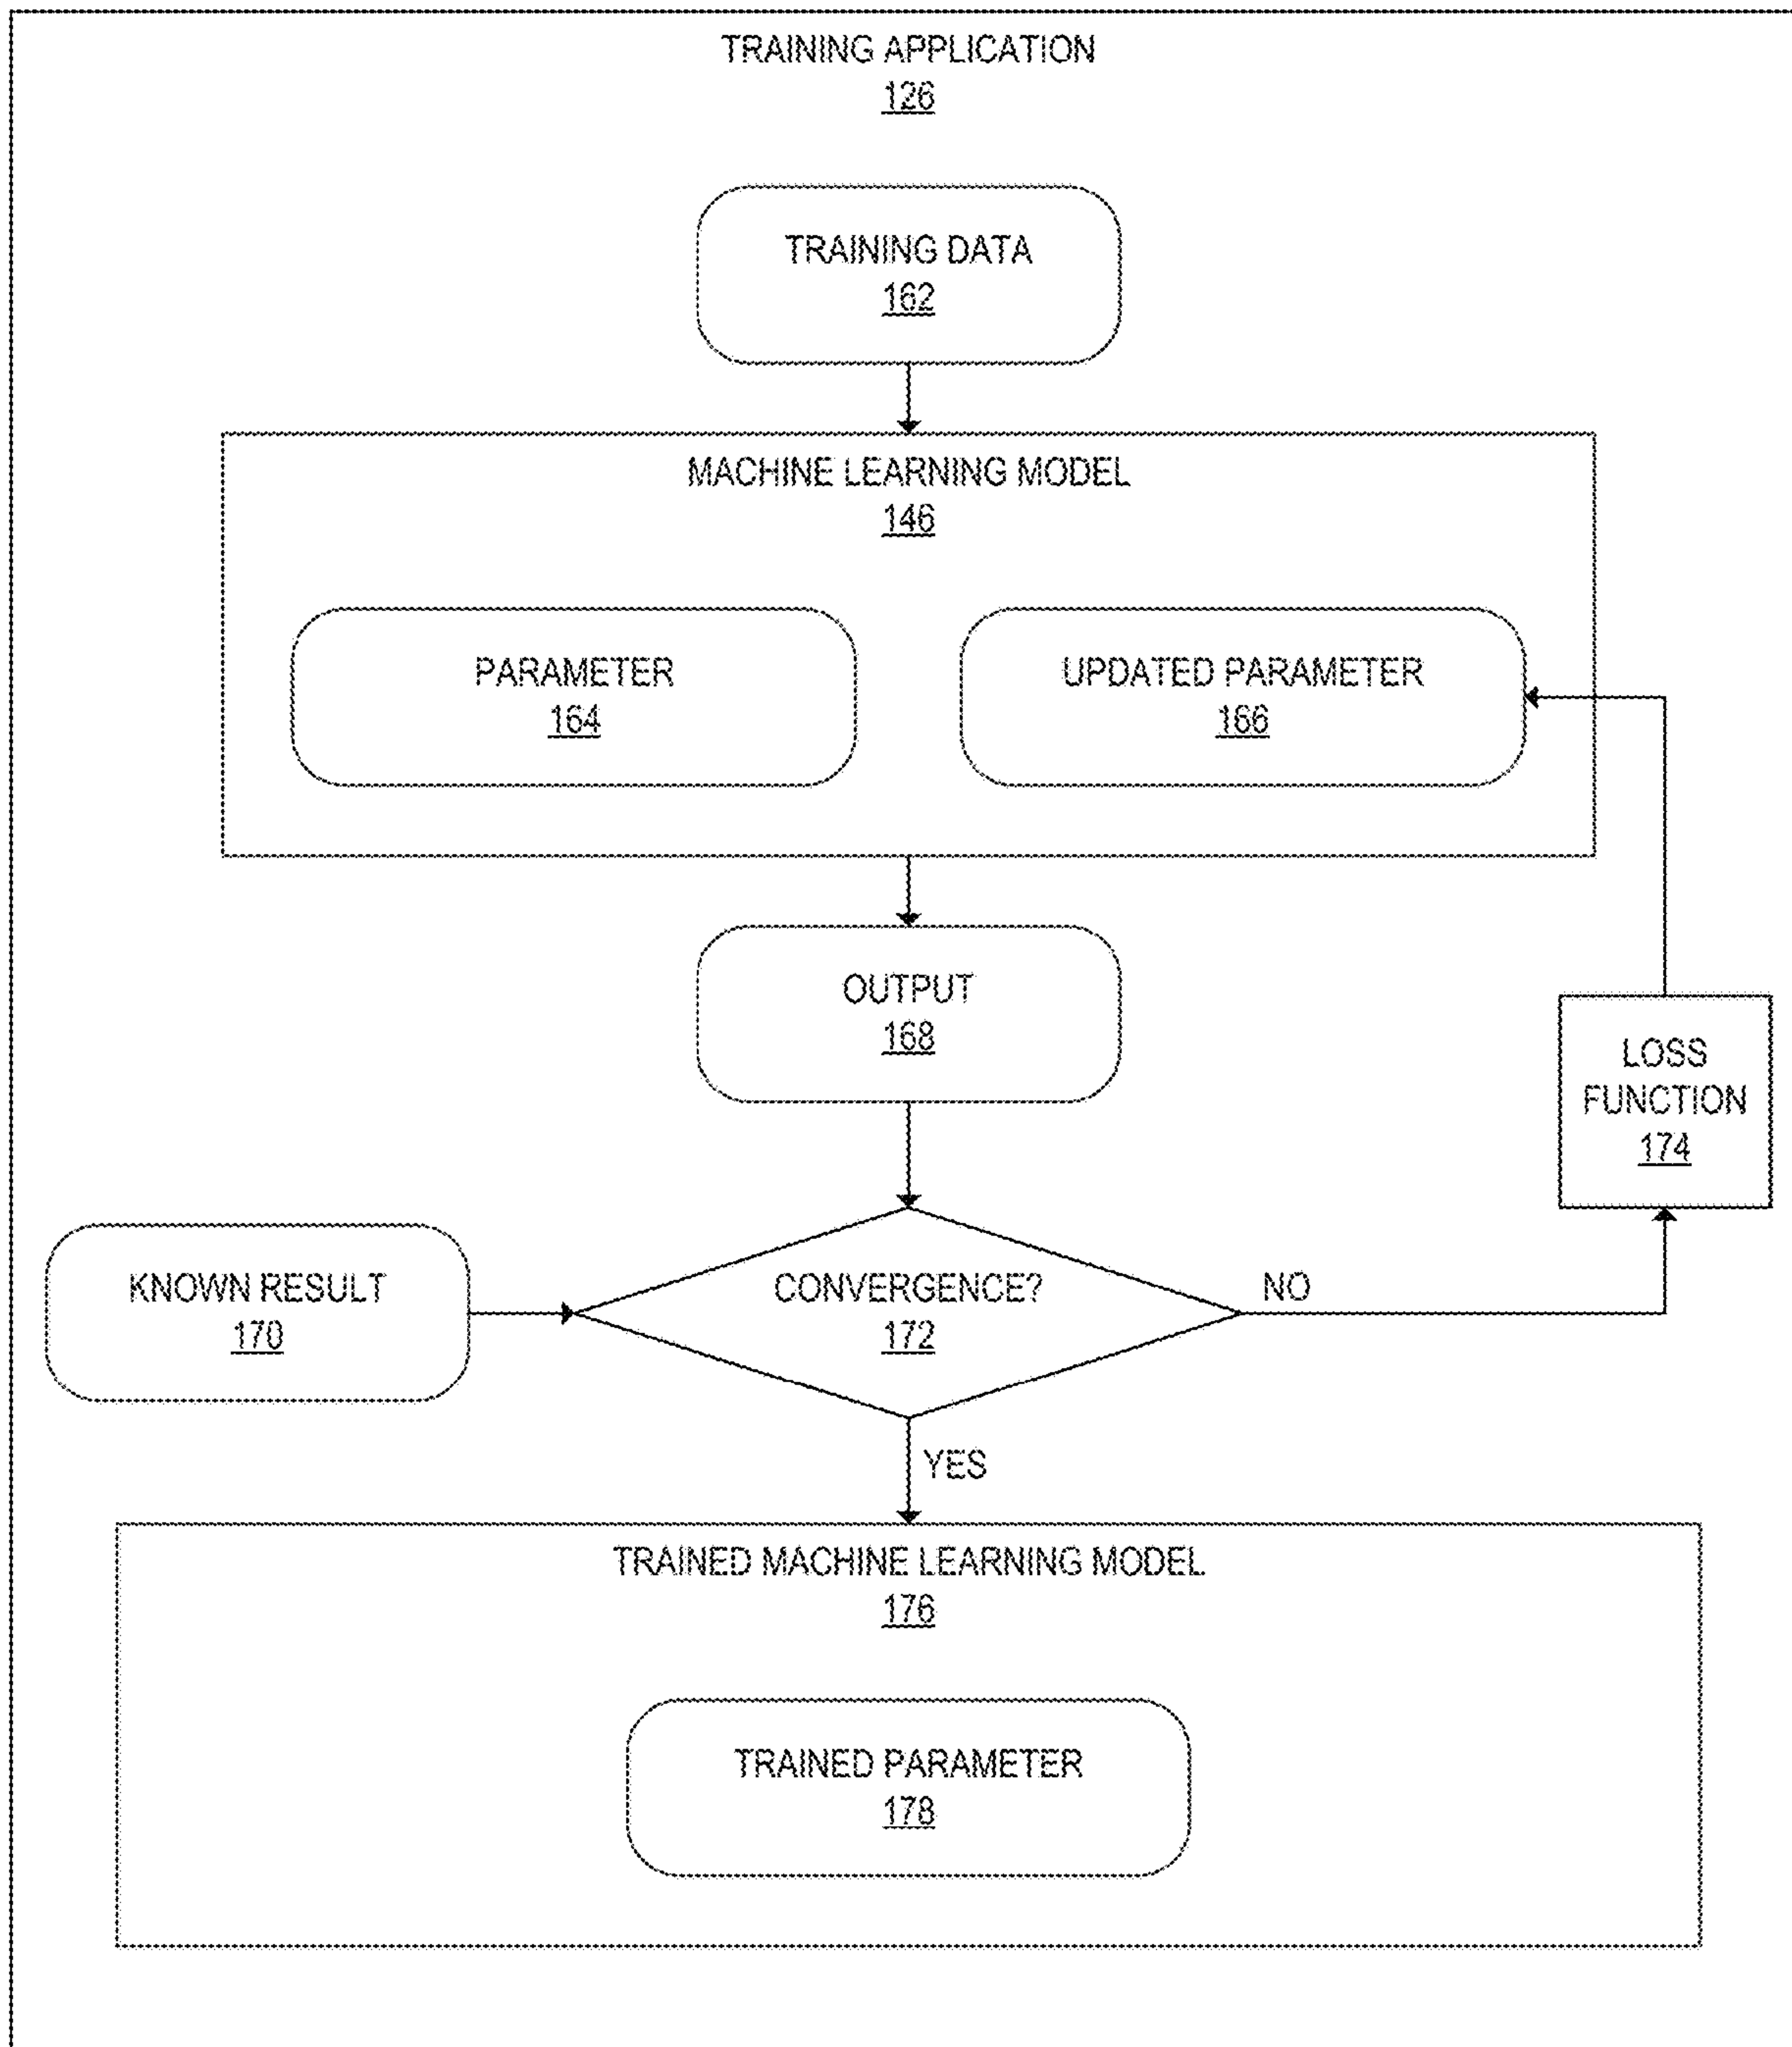 TRAINING APPLICATION
126
TRAINING DATA
162
MACHINE LEARNING MODEL
146
PARAMETER
164
UPDATED PARAMETER
166
OUTPUT
168
LOSS
FUNCTION
174
KNOWN RESULT
170
CONVERGENCE?
172
NO
YES
TRAINED MACHINE LEARNING MODEL
176
TRAINED PARAMETER
178